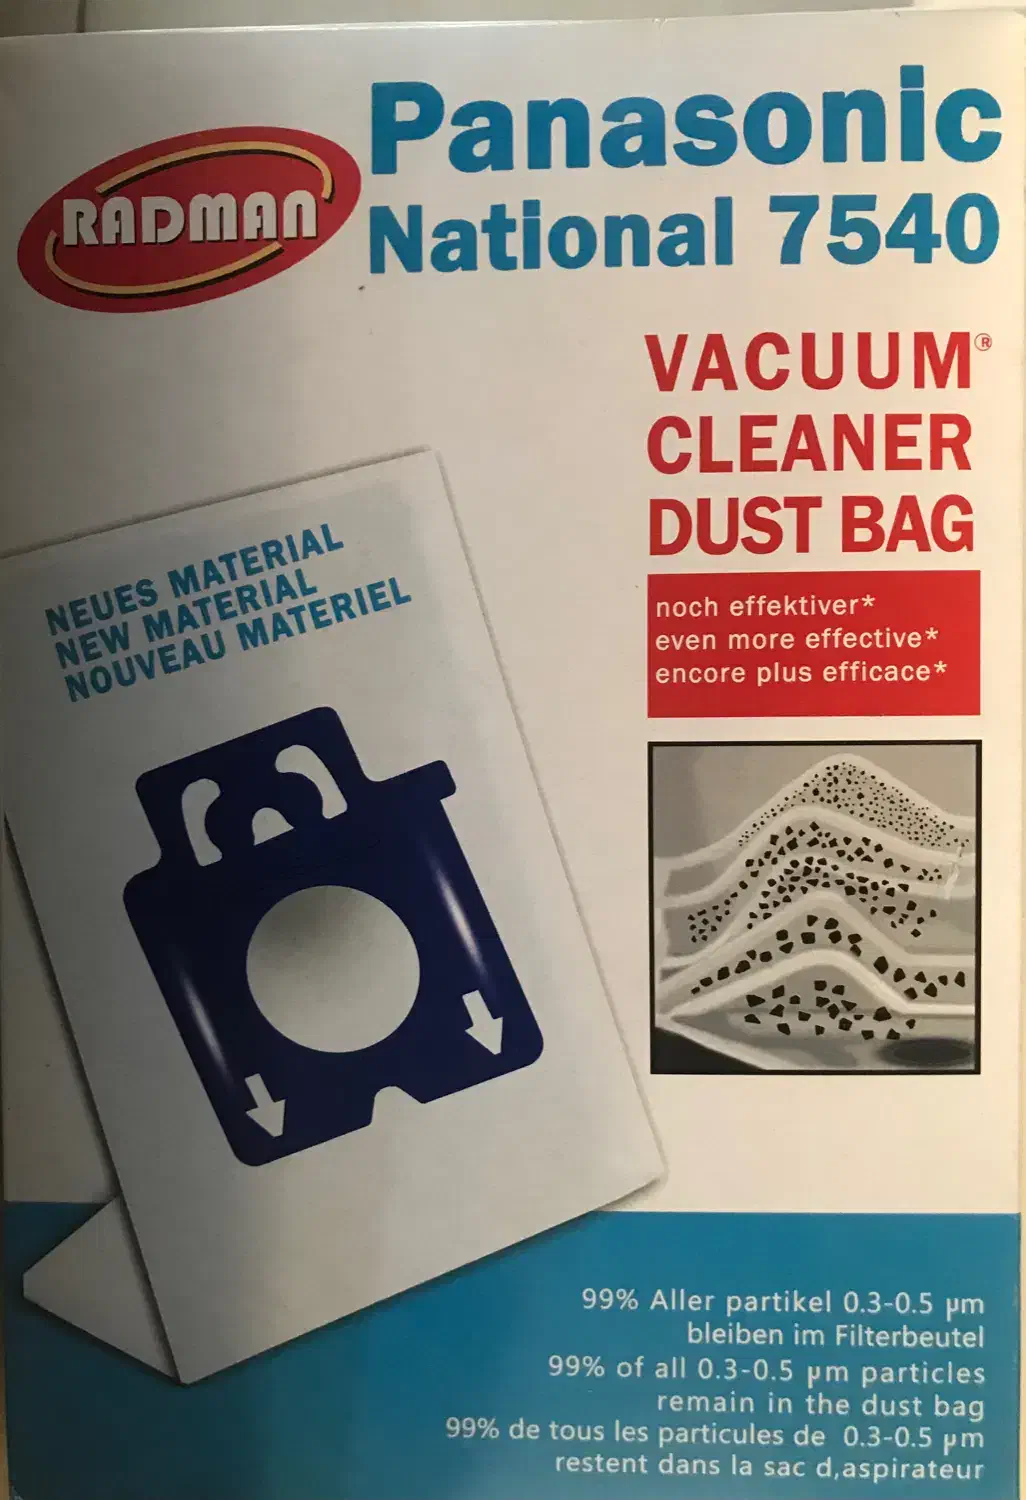 RADMAN
Panasonic
National 7540
VACUUM®
CLEANER
DUST BAG
noch effektiver*
even more effective*
encore plus efficace*
NEUES MATERIAL
NEW MATERIAL
NOUVEAU MATERIEL
99% Aller partikel 0.3-0.5 µm
bleiben im Filterbeutel
99% of all 0.3-0.5 µm particles
remain in the dust bag
99% de tous les particules de 0.3-0.5 µm
restent dans la sac d,aspirateur